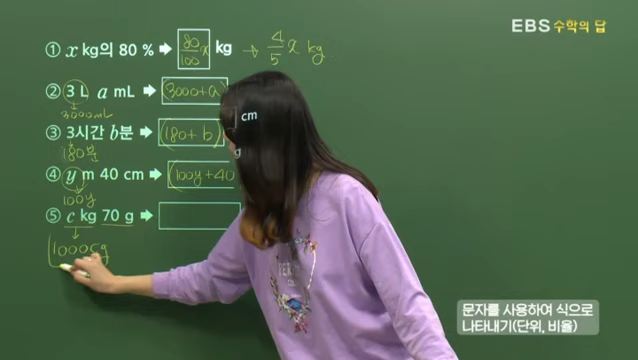 EBS 수학의 답
① x kg의 80 % ➡ 80/100 x kg → 4/5 x kg
② 3 L a mL ➡ (3000+a)
3000mL
cm
③ 3시간 b분 ➡ (180+b)
g
180분
④ y m 40 cm ➡ (100y+40
100y
⑤ c kg 70 g ➡
1000cg
문자를 사용하여 식으로
나타내기(단위, 비율)